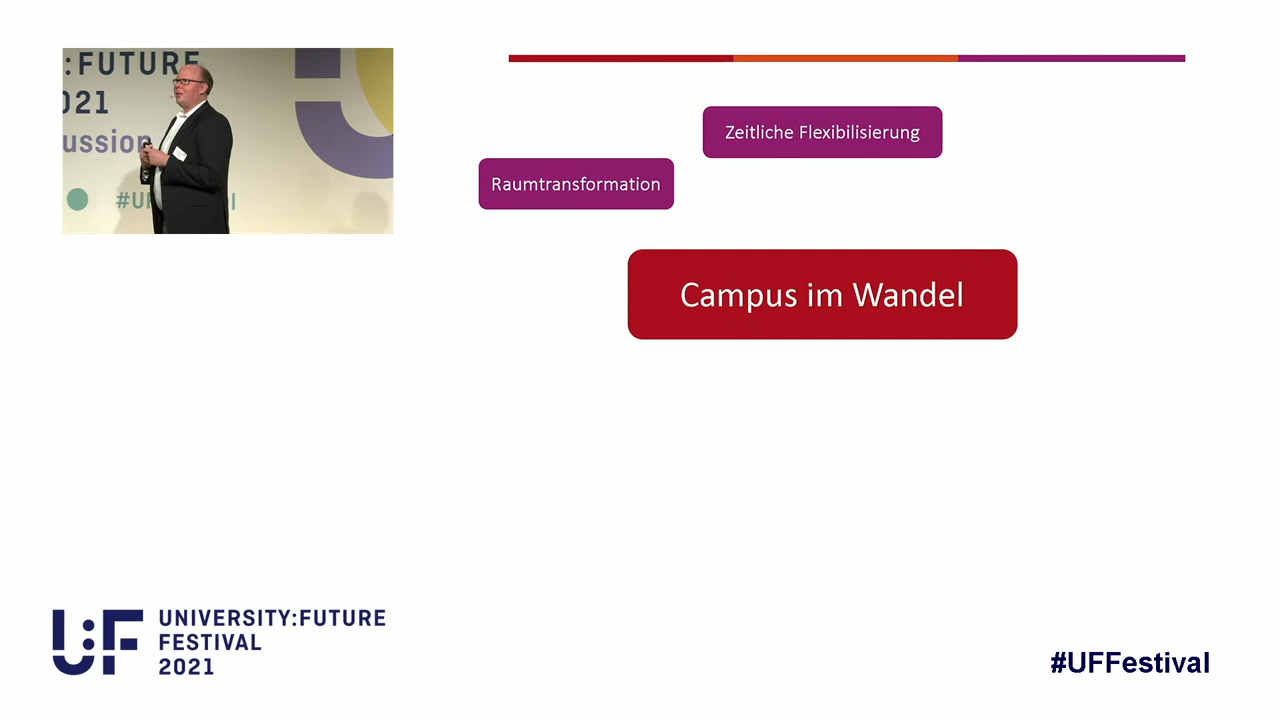 :FUTURE
021
ussion
#UF
Zeitliche Flexibilisierung
Raumtransformation
Campus im Wandel
U:F
UNIVERSITY:FUTURE
FESTIVAL
2021
#UFFestival